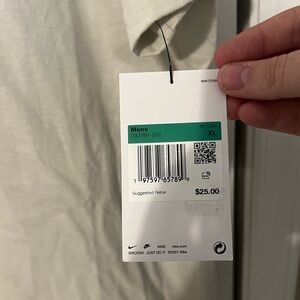 Mens
XL
1 97597 65789 9
Suggested Retail
$25.00
NIKE nike.com
SWOOSH JUST DO IT ©2021 Nike